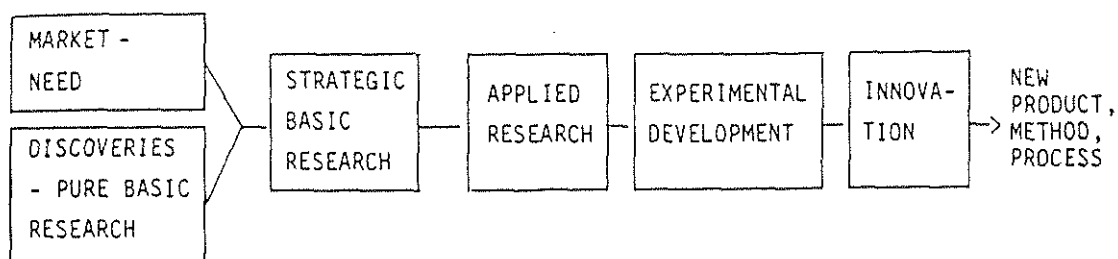 MARKET -
NEED
DISCOVERIES
- PURE BASIC
RESEARCH
STRATEGIC
BASIC
RESEARCH
APPLIED
RESEARCH
EXPERIMENTAL
DEVELOPMENT
INNOVA-
TION
NEW
PRODUCT,
METHOD,
PROCESS